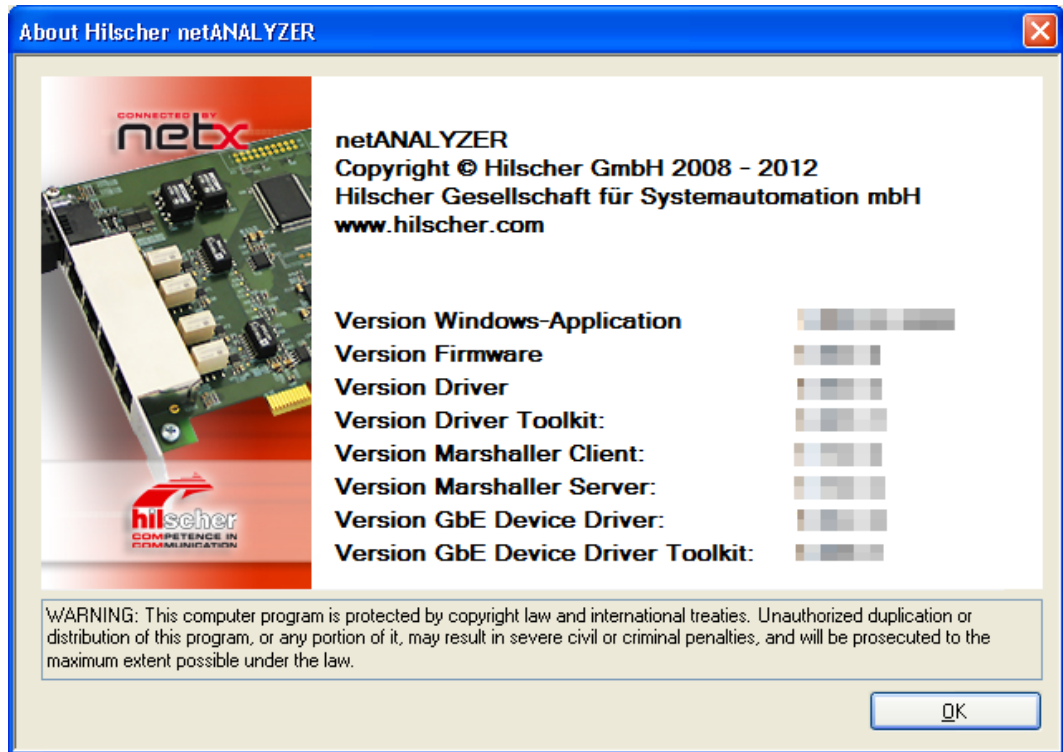 About Hilscher netANALYZER
CONNECTED BY
netx
netANALYZER
Copyright © Hilscher GmbH 2008 - 2012
Hilscher Gesellschaft für Systemautomation mbH
www.hilscher.com
Version Windows-Application
Version Firmware
Version Driver
Version Driver Toolkit:
Version Marshaller Client:
Version Marshaller Server:
Version GbE Device Driver:
Version GbE Device Driver Toolkit:
hilscher
COMPETENCE IN
COMMUNICATION
WARNING: This computer program is protected by copyright law and international treaties. Unauthorized duplication or
distribution of this program, or any portion of it, may result in severe civil or criminal penalties, and will be prosecuted to the
maximum extent possible under the law.
OK